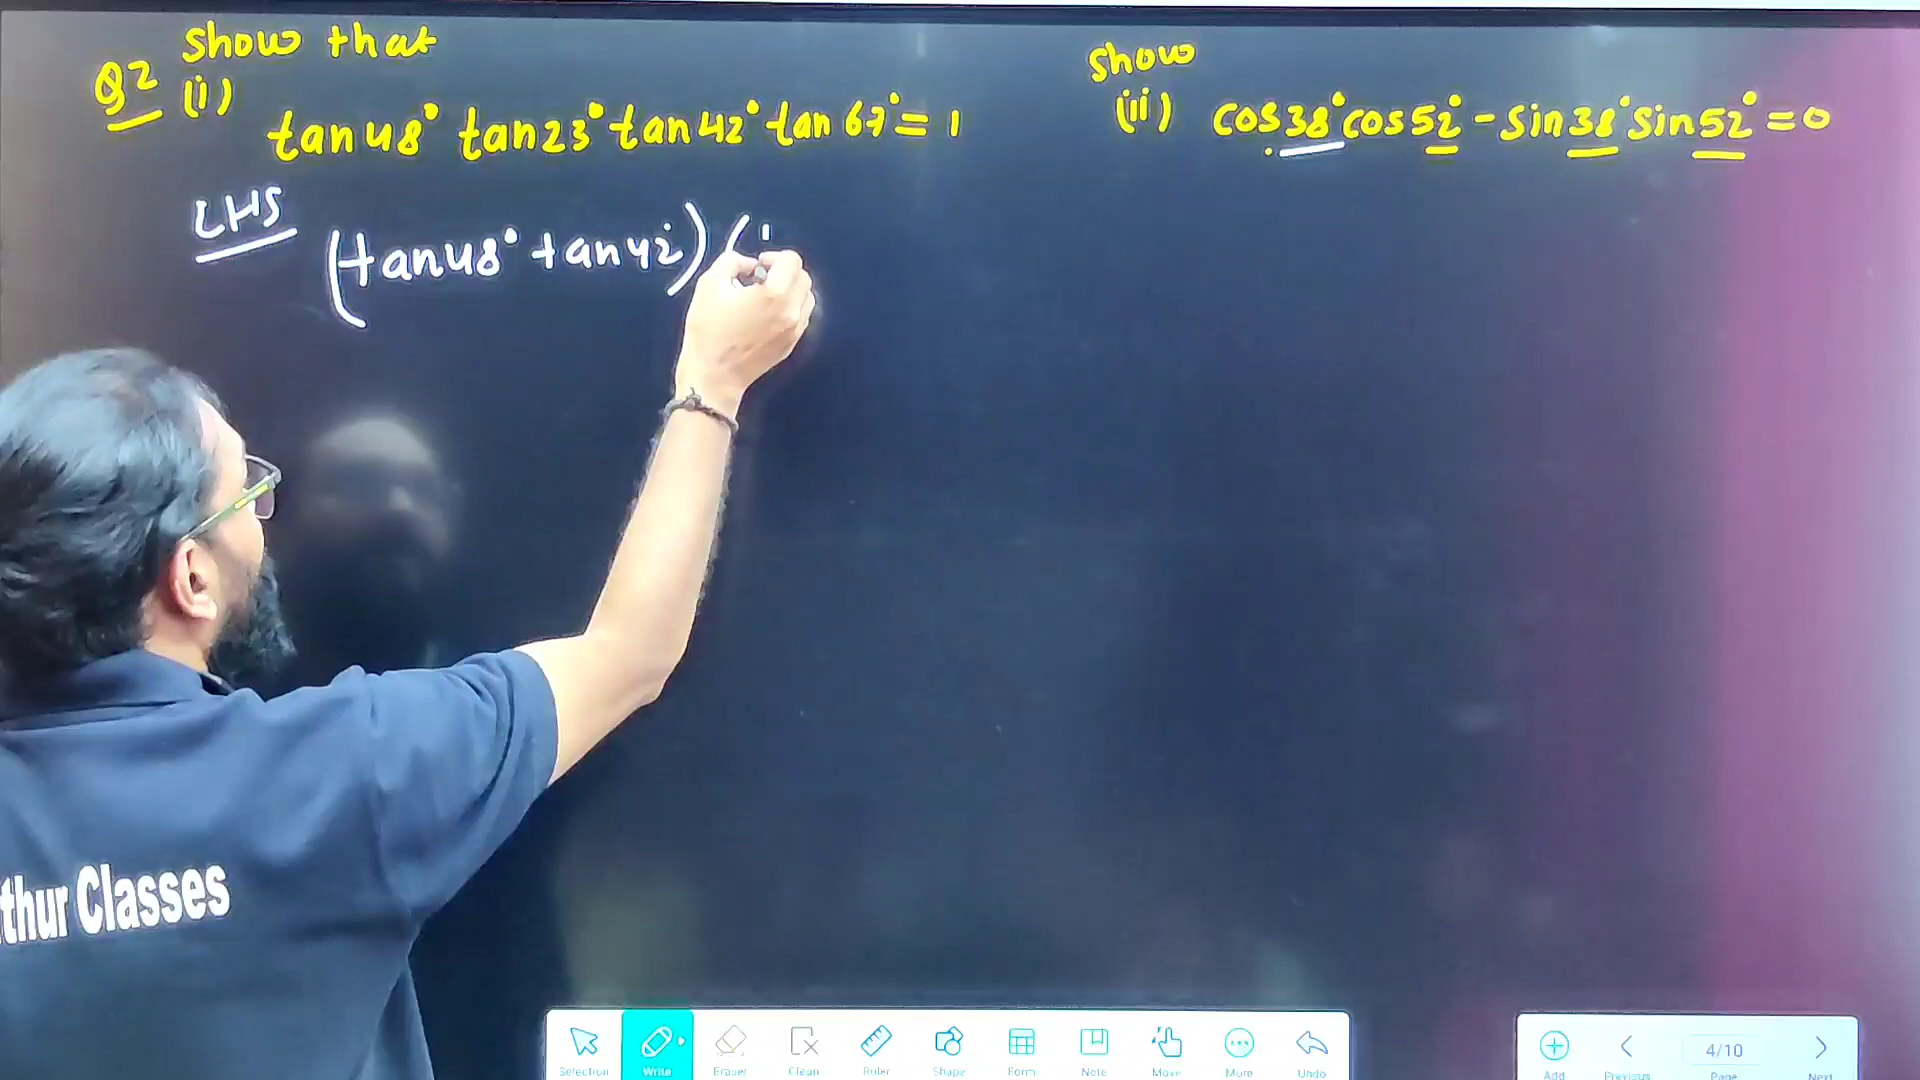 Show that
Q2 (i) tan48° tan23° tan42° tan67° = 1
LHS
(tan48° tan42°) (
Show
(ii) cos38° cos52° - sin38° sin52° = 0
thur Classes
Selection Write Eraser Clean Ruler Shape Form Note Move More Undo
4/10
Add Previous Page Next